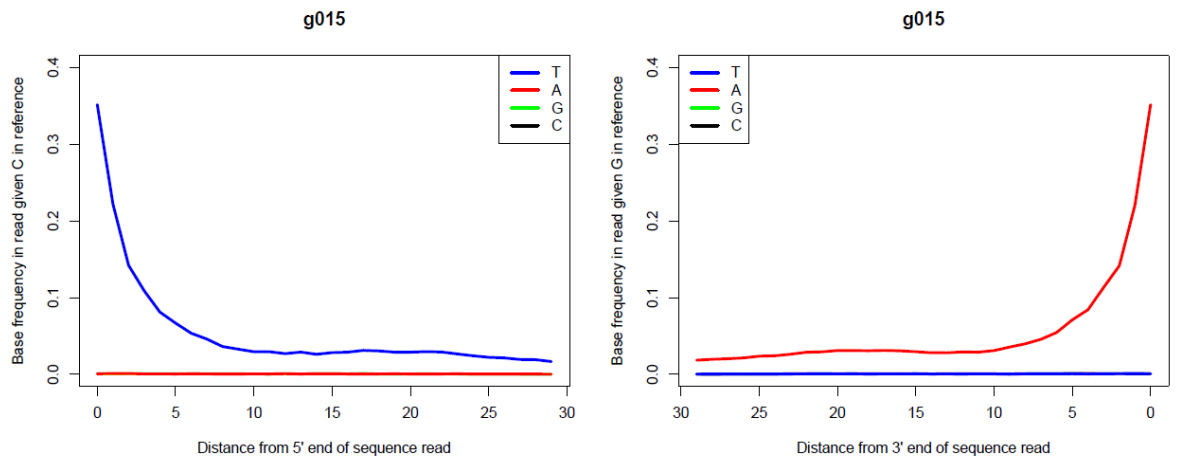 g015
Base frequency in read given C in reference
0.4
0.3
0.2
0.1
0.0
T
A
G
C
0 5 10 15 20 25 30
Distance from 5' end of sequence read
g015
Base frequency in read given G in reference
0.4
0.3
0.2
0.1
0.0
T
A
G
C
30 25 20 15 10 5 0
Distance from 3' end of sequence read